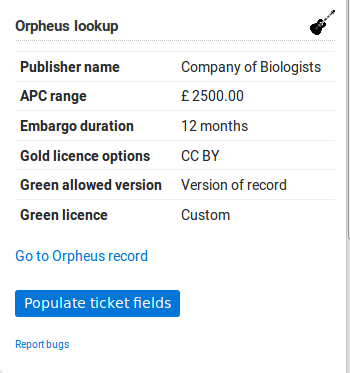 Orpheus lookup
Publisher name Company of Biologists
APC range £ 2500.00
Embargo duration 12 months
Gold licence options CC BY
Green allowed version Version of record
Green licence Custom
Go to Orpheus record
Populate ticket fields
Report bugs